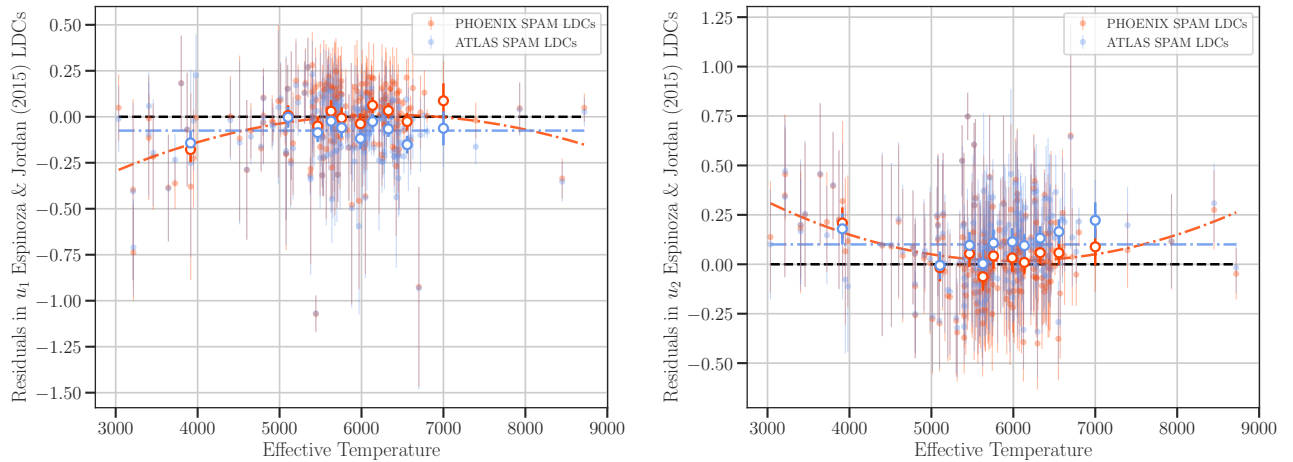 Residuals in u₁ Espinoza & Jordan (2015) LDCs
0.50
0.25
0.00
−0.25
−0.50
−0.75
−1.00
−1.25
−1.50
PHOENIX SPAM LDCs
ATLAS SPAM LDCs
3000 4000 5000 6000 7000 8000 9000
Effective Temperature
Residuals in u₂ Espinoza & Jordan (2015) LDCs
1.25
1.00
0.75
0.50
0.25
0.00
−0.25
−0.50
PHOENIX SPAM LDCs
ATLAS SPAM LDCs
3000 4000 5000 6000 7000 8000 9000
Effective Temperature